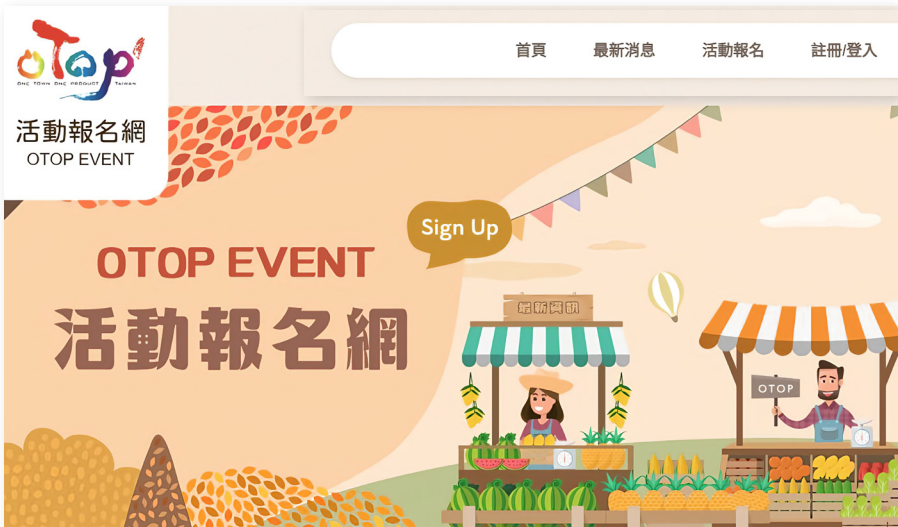 oTop
ONE TOWN ONE PRODUCT TAIWAN
活動報名網
OTOP EVENT
首頁
最新消息
活動報名
註冊/登入
Sign Up
OTOP EVENT
活動報名網
最新資訊
OTOP